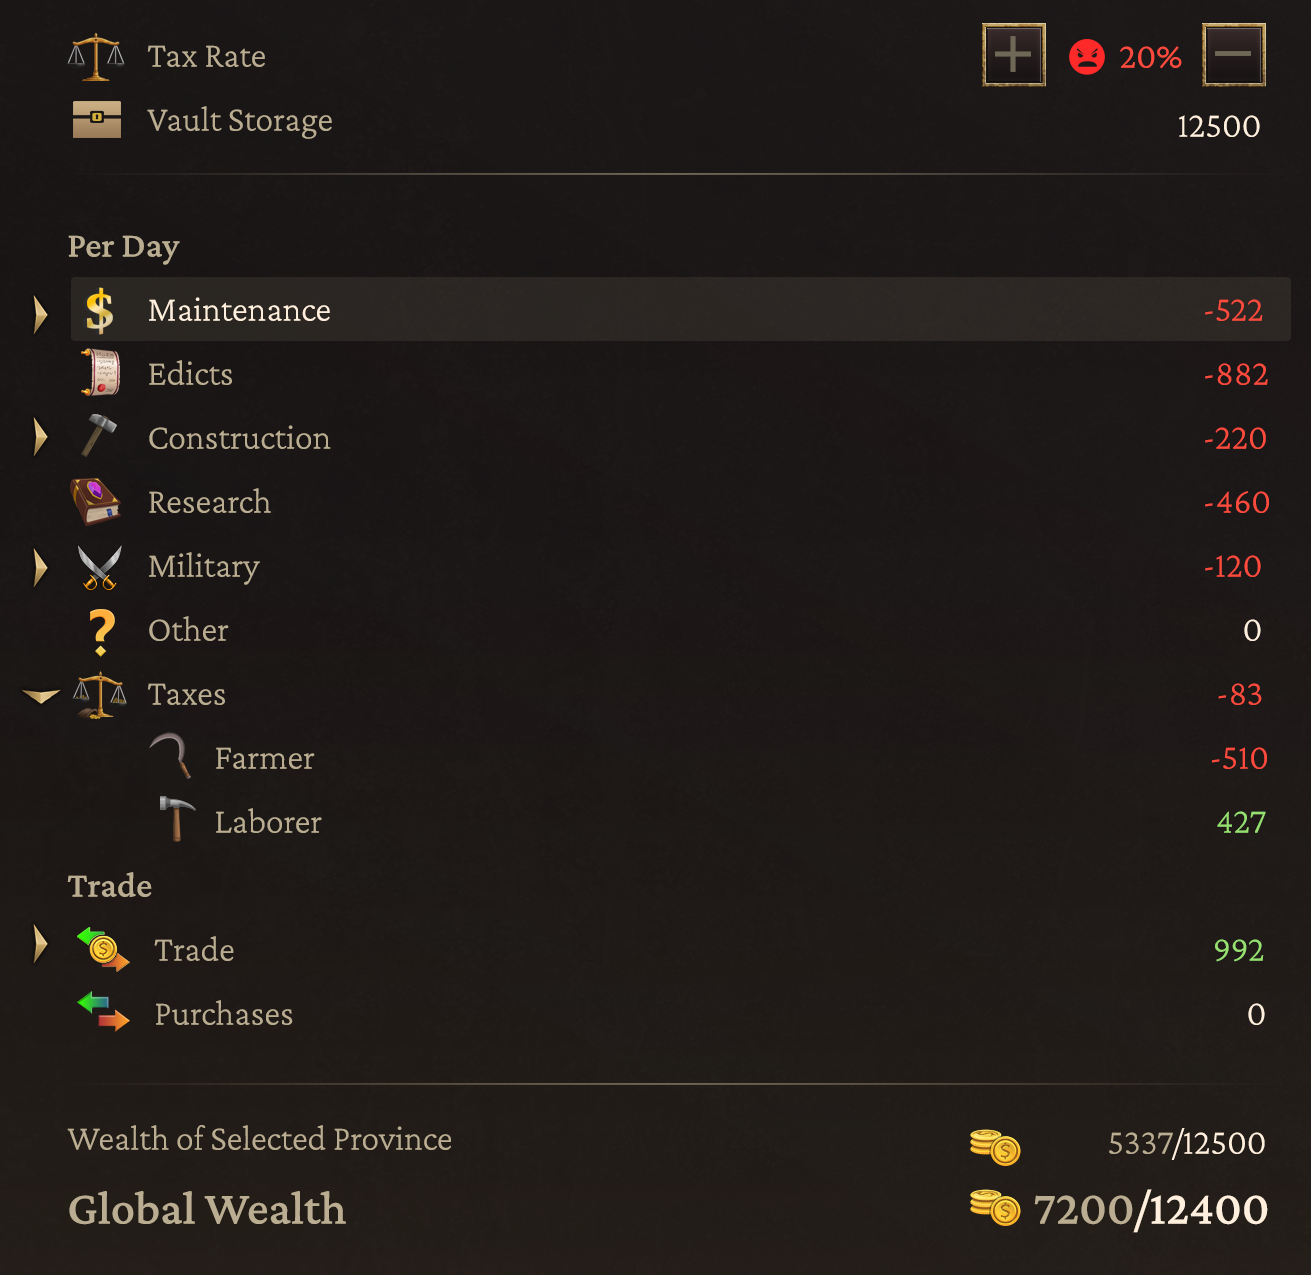 Tax Rate 20%
Vault Storage 12500
Per Day
$ Maintenance -522
Edicts -882
Construction -220
Research -460
Military -120
? Other 0
Taxes -83
Farmer -510
Laborer 427
Trade
Trade 992
Purchases 0
Wealth of Selected Province 5337/12500
Global Wealth 7200/12400